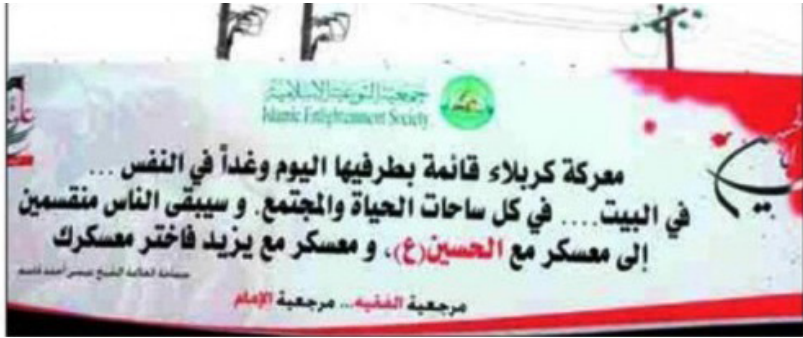 جمعية التوعية الإسلامية
Islamic Enlightenment Society
معركة كربلاء قائمة بطرفيها اليوم وغداً في النفس ...
في البيت.... في كل ساحات الحياة والمجتمع. و سيبقى الناس منقسمين
إلى معسكر مع الحسين(ع)، و معسكر مع يزيد فاختر معسكرك
سماحة العلامة الشيخ عيسى أحمد قاسم
مرجعية الفقيه... مرجعية الإمام